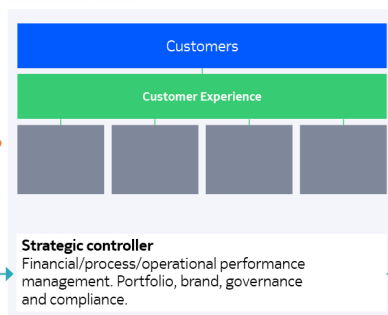 Customers
Customer Experience
Strategic controller
Financial/process/operational performance
management. Portfolio, brand, governance
and compliance.